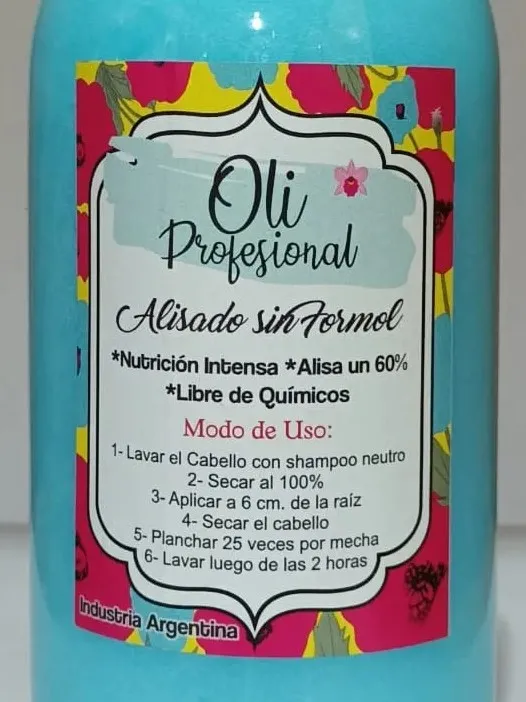 Oli
Profesional
Alisado sin Formol
*Nutrición Intensa *Alisa un 60%
*Libre de Químicos
Modo de Uso:
1- Lavar el Cabello con shampoo neutro
2- Secar al 100%
3- Aplicar a 6 cm. de la raíz
4- Secar el cabello
5- Planchar 25 veces por mecha
6- Lavar luego de las 2 horas
Industria Argentina